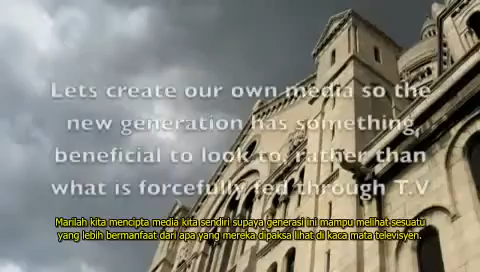 Lets create our own media so the
new generation has something
beneficial to look to, rather than
what is forcefully fed through T.V
Marilah kita mencipta media kita sendiri supaya generasi ini mampu melihat sesuatu
yang lebih bermanfaat dari apa yang mereka dipaksa lihat di kaca mata televisyen.